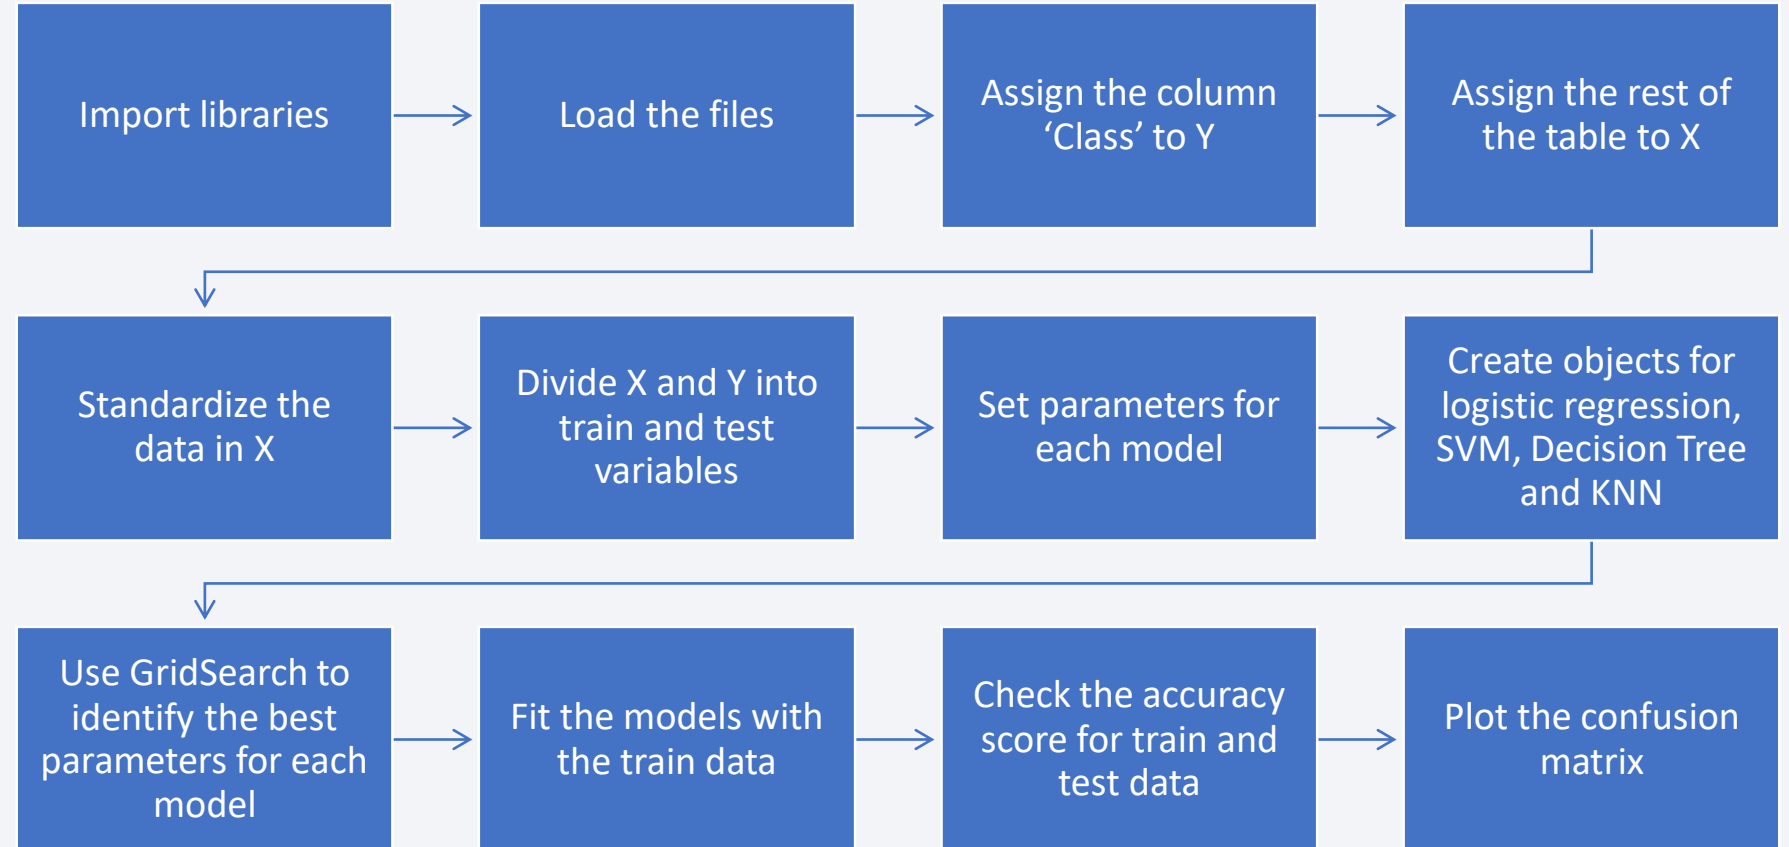 Import libraries
Load the files
Assign the column
‘Class’ to Y
Assign the rest of
the table to X
Standardize the
data in X
Divide X and Y into
train and test
variables
Set parameters for
each model
Create objects for
logistic regression,
SVM, Decision Tree
and KNN
Use GridSearch to
identify the best
parameters for each
model
Fit the models with
the train data
Check the accuracy
score for train and
test data
Plot the confusion
matrix